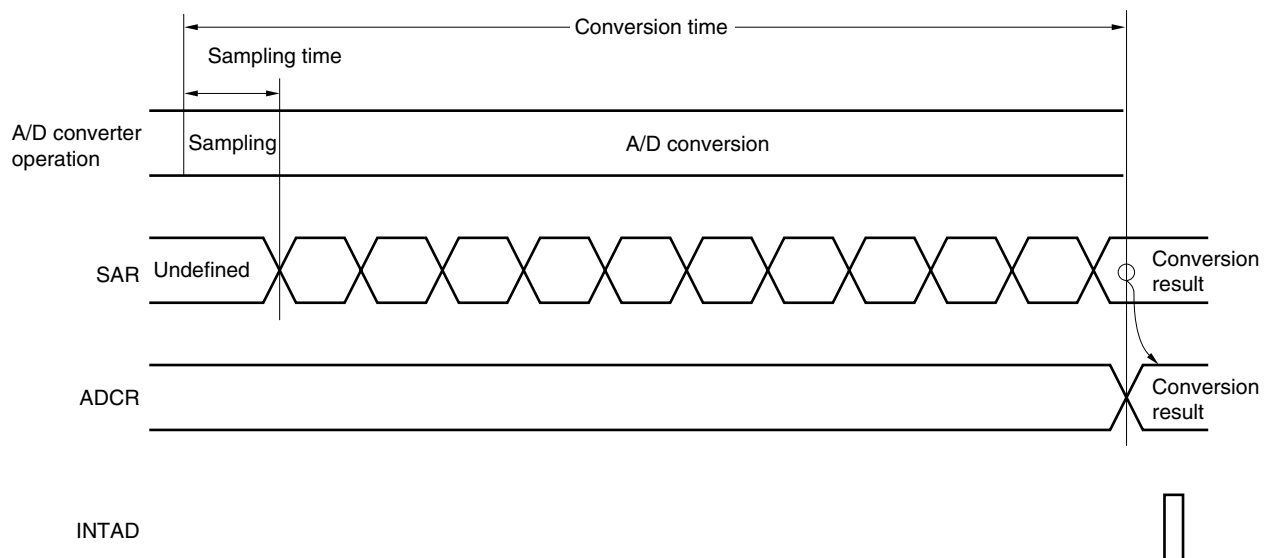 Conversion time
Sampling time
A/D converter
operation
Sampling
A/D conversion
SAR
Undefined
Conversion
result
ADCR
Conversion
result
INTAD